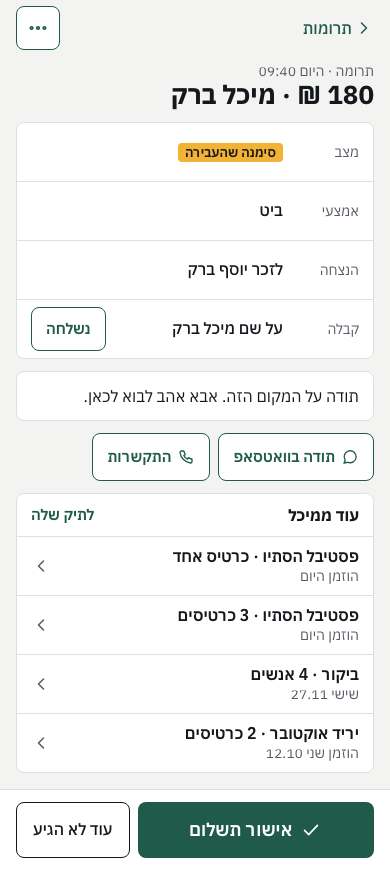 תרומות
תרומה · היום 09:40
180 ₪ · מיכל ברק
מצב סימנה שהעבירה
אמצעי ביט
הנצחה לזכר יוסף ברק
קבלה על שם מיכל ברק נשלחה
תודה על המקום הזה. אבא אהב לבוא לכאן.
תודה בוואטסאפ התקשרות
עוד ממיכל לתיק שלה
פסטיבל הסתיו · כרטיס אחד
הוזמן היום
פסטיבל הסתיו · 3 כרטיסים
הוזמן היום
ביקור · 4 אנשים
שישי 27.11
יריד אוקטובר · 2 כרטיסים
הוזמן שני 12.10
אישור תשלום עוד לא הגיע